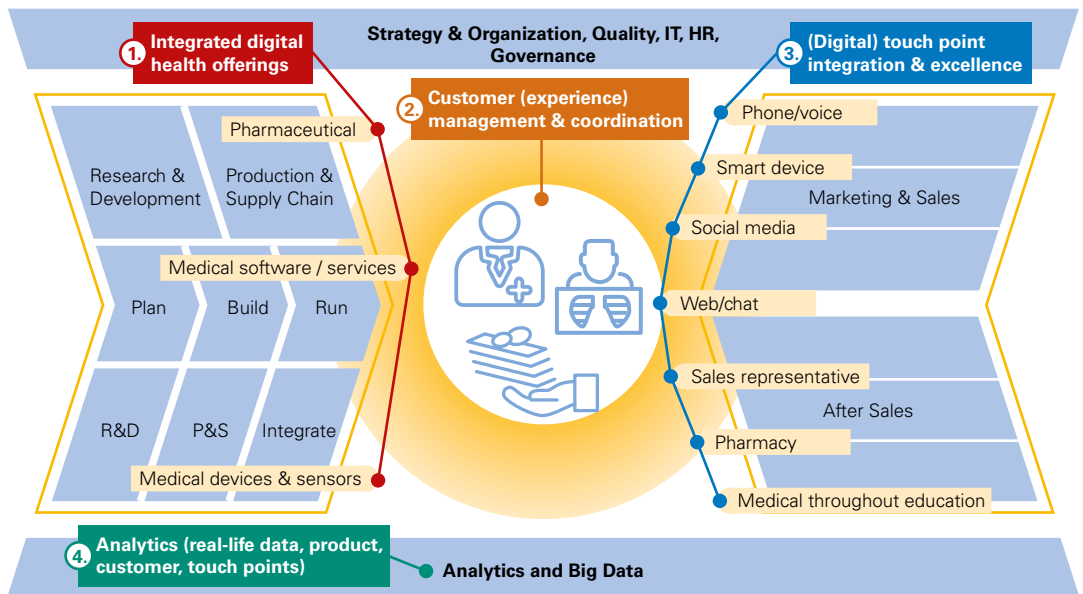 Strategy & Organization, Quality, IT, HR,
Governance
1.
Integrated digital
health offerings
2.
Customer (experience)
management & coordination
3.
(Digital) touch point
integration & excellence
Pharmaceutical
Research &
Development
Production &
Supply Chain
Medical software / services
Plan
Build
Run
R&D
P&S
Integrate
Medical devices & sensors
Phone/voice
Smart device
Marketing & Sales
Social media
Web/chat
Sales representative
After Sales
Pharmacy
Medical throughout education
4.
Analytics (real-life data, product,
customer, touch points)
Analytics and Big Data